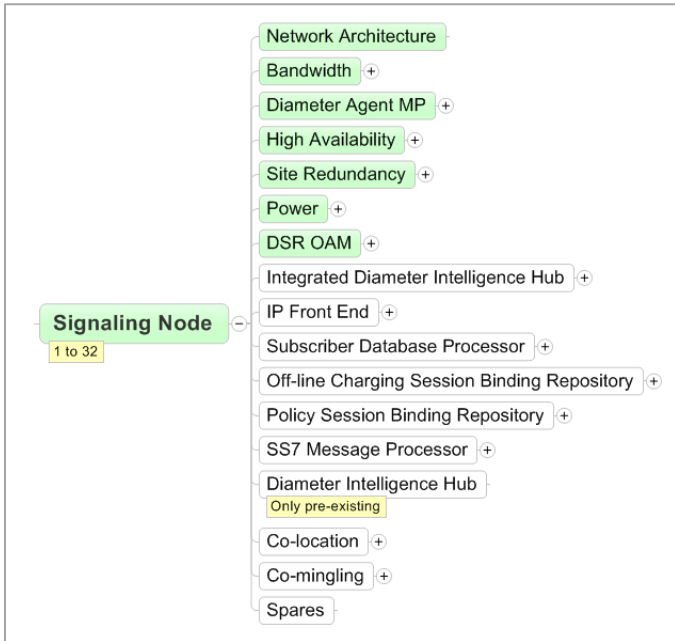 Network Architecture
Bandwidth
Diameter Agent MP
High Availability
Site Redundancy
Power
DSR OAM
Integrated Diameter Intelligence Hub
IP Front End
Signaling Node
1 to 32
Subscriber Database Processor
Off-line Charging Session Binding Repository
Policy Session Binding Repository
SS7 Message Processor
Diameter Intelligence Hub
Only pre-existing
Co-location
Co-mingling
Spares